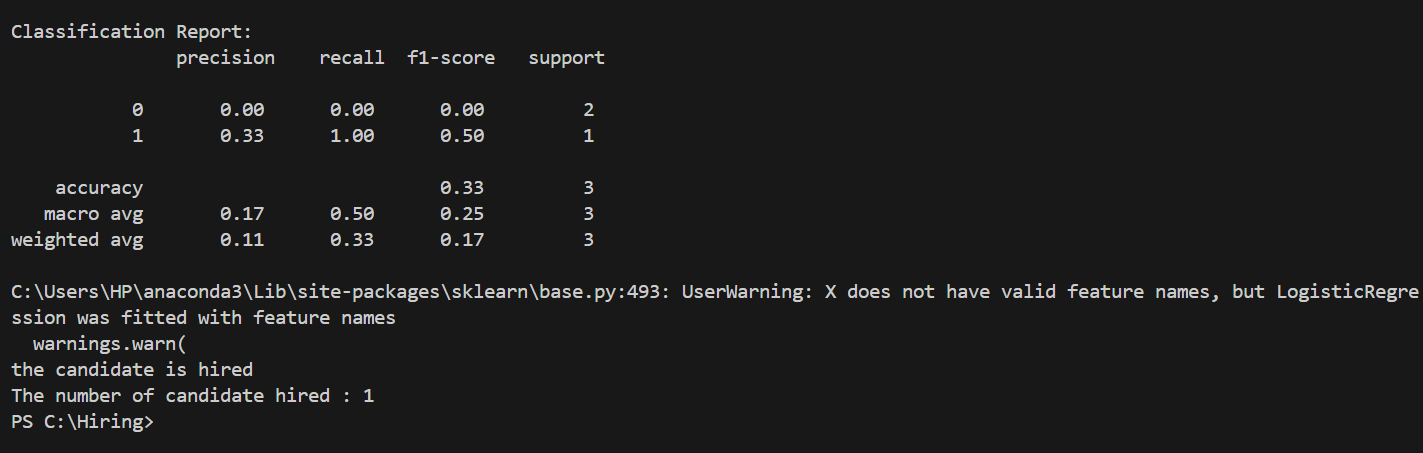 Classification Report:
precision recall f1-score support
0 0.00 0.00 0.00 2
1 0.33 1.00 0.50 1
accuracy 0.33 3
macro avg 0.17 0.50 0.25 3
weighted avg 0.11 0.33 0.17 3
C:\Users\HP\anaconda3\Lib\site-packages\sklearn\base.py:493: UserWarning: X does not have valid feature names, but LogisticRegre
ssion was fitted with feature names
warnings.warn(
the candidate is hired
The number of candidate hired : 1
PS C:\Hiring>